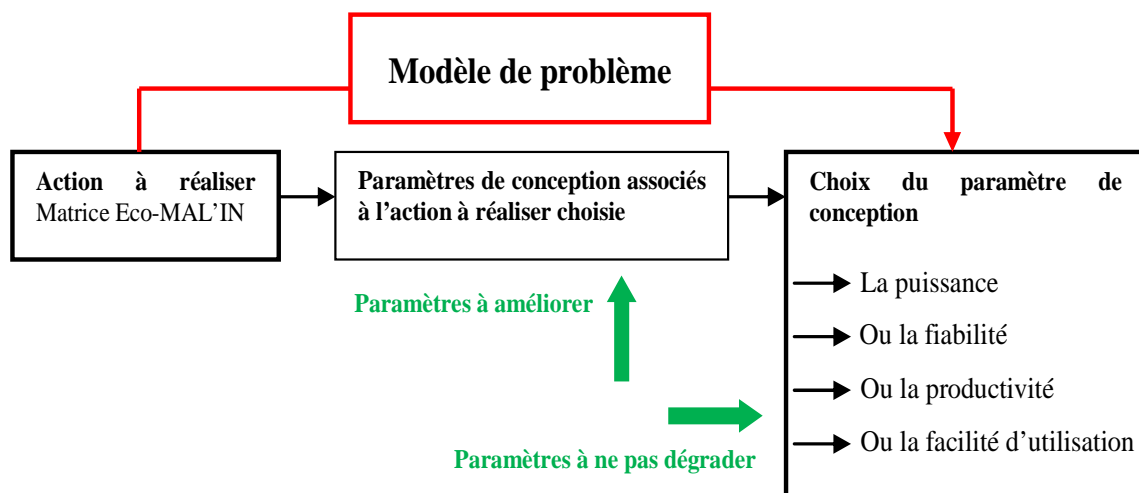 Modèle de problème
Action à réaliser
Matrice Eco-MAL’IN
Paramètres de conception associés
à l’action à réaliser choisie
Choix du paramètre de
conception
La puissance
Ou la fiabilité
Ou la productivité
Ou la facilité d’utilisation
Paramètres à améliorer
Paramètres à ne pas dégrader